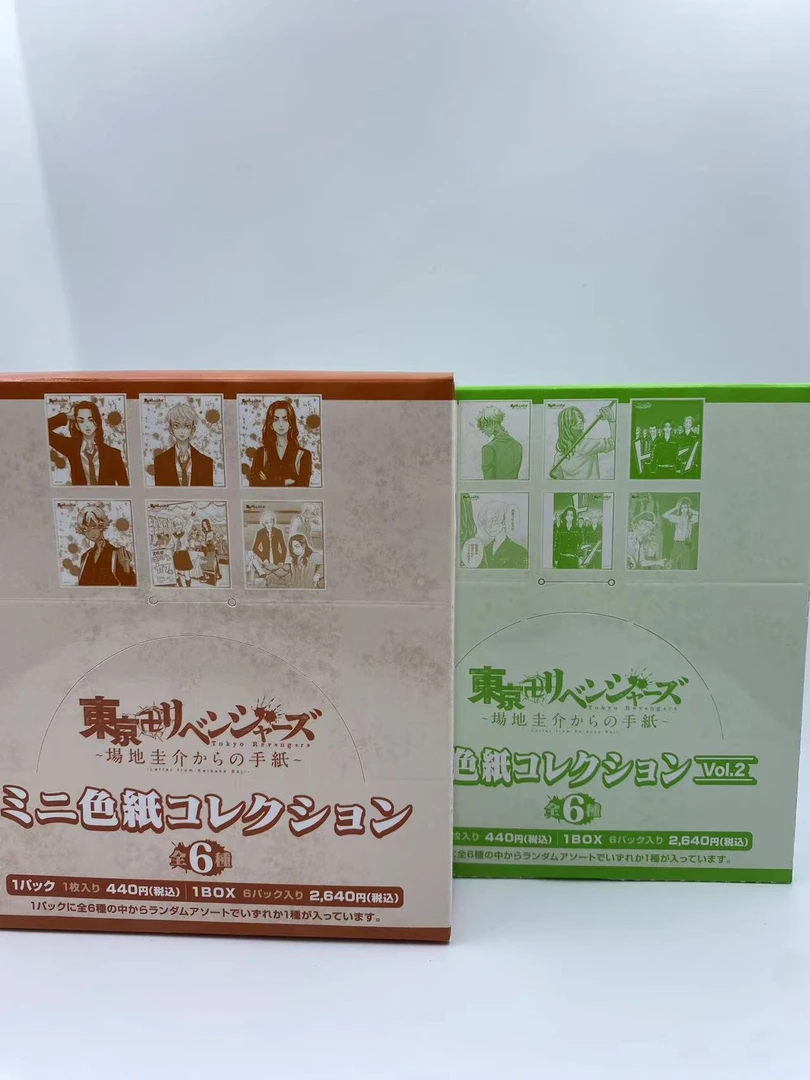 東京卍リベンジャーズ
Tokyo Revengers
~場地圭介からの手紙~
Letter from Keisuke Baji
ミニ色紙コレクション
全6種
1パック 1枚入り 440円(税込) 1BOX 6パック入り 2,640円(税込)
1パックに全6種の中からランダムアソートでいずれか1種が入っています。
東京卍リベンジャーズ
Tokyo Revengers
~場地圭介からの手紙~
Letter from Keisuke Baji
色紙コレクション Vol.2
全6種
枚入り 440円(税込) 1BOX 6パック入り 2,640円(税込)
全6種の中からランダムアソートでいずれか1種が入っています。